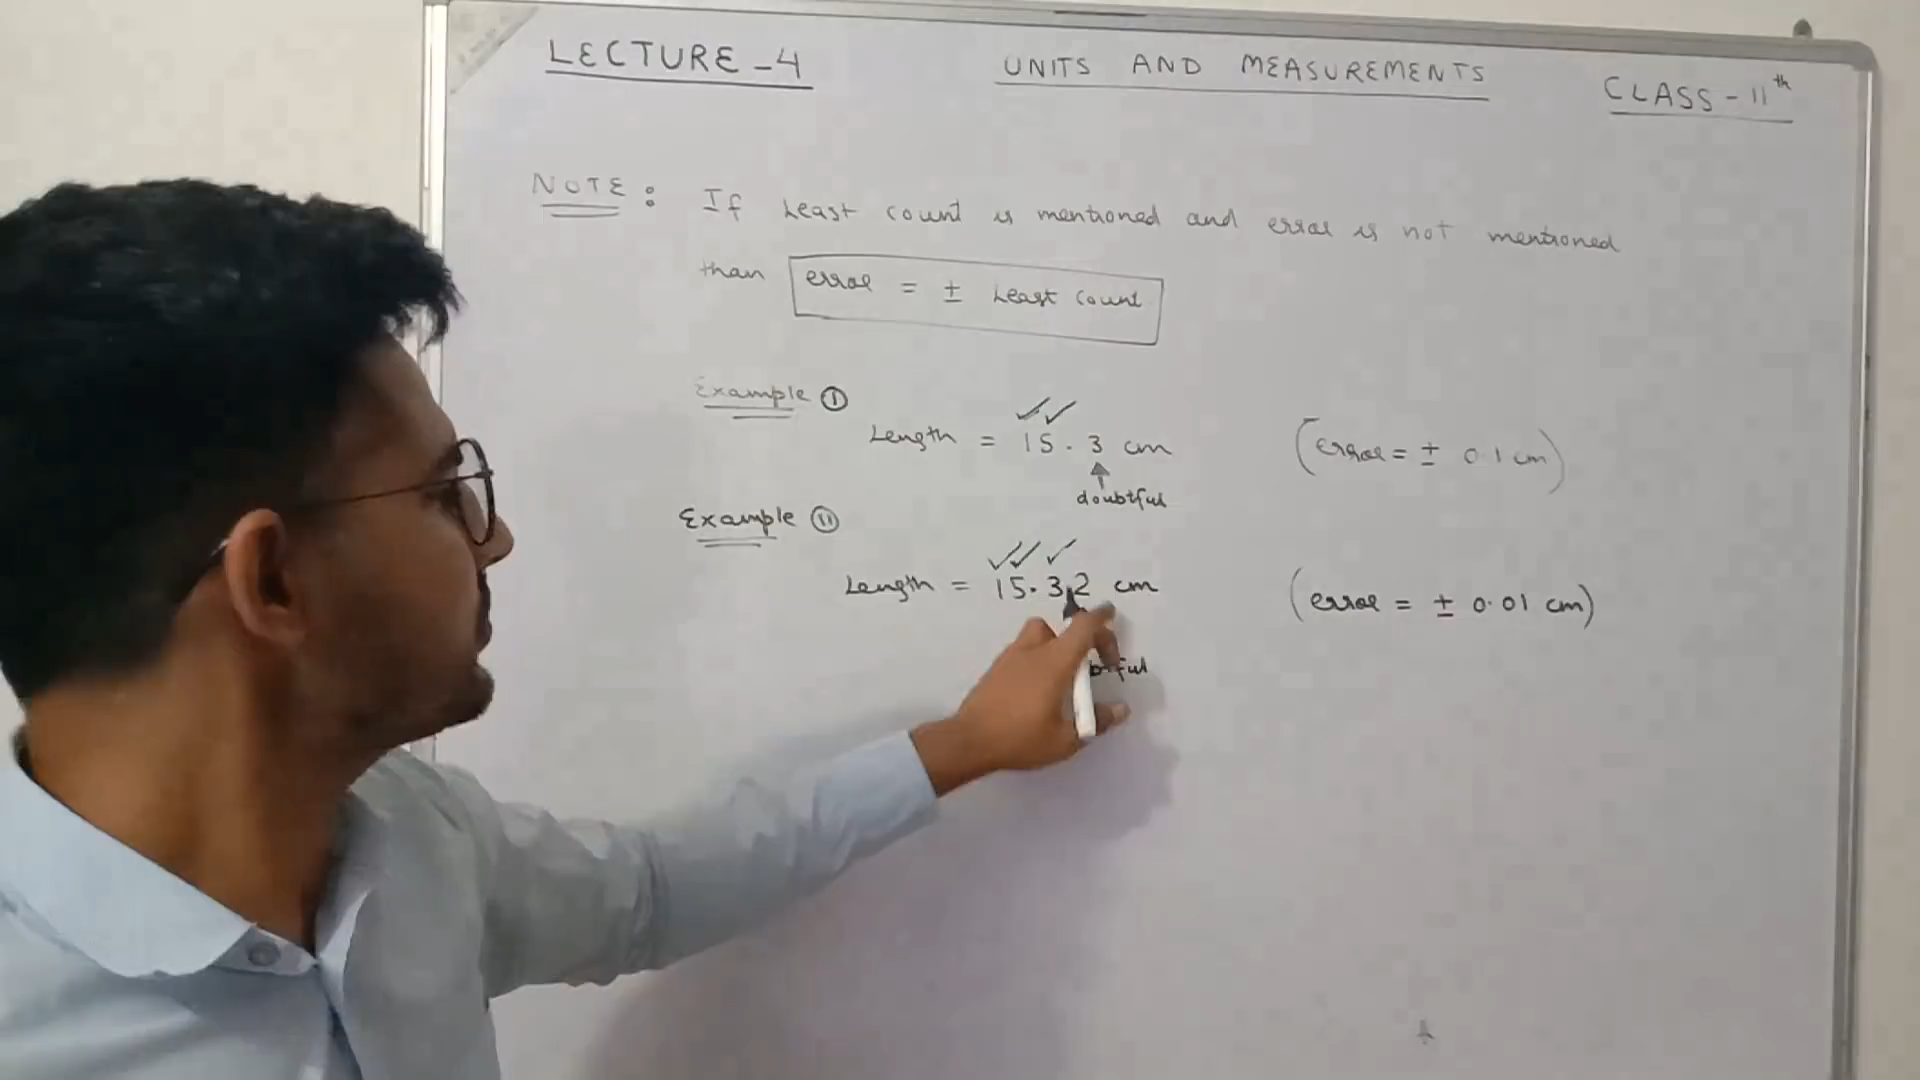 LECTURE - 4
UNITS AND MEASUREMENTS
CLASS - 11th
NOTE : If Least count is mentioned and error is not mentioned
than error = ± Least count
Example (I)
Length = 15.3 cm (error = ± 0.1 cm)
doubtful
Example (II)
Length = 15.32 cm (error = ± 0.01 cm)
btful